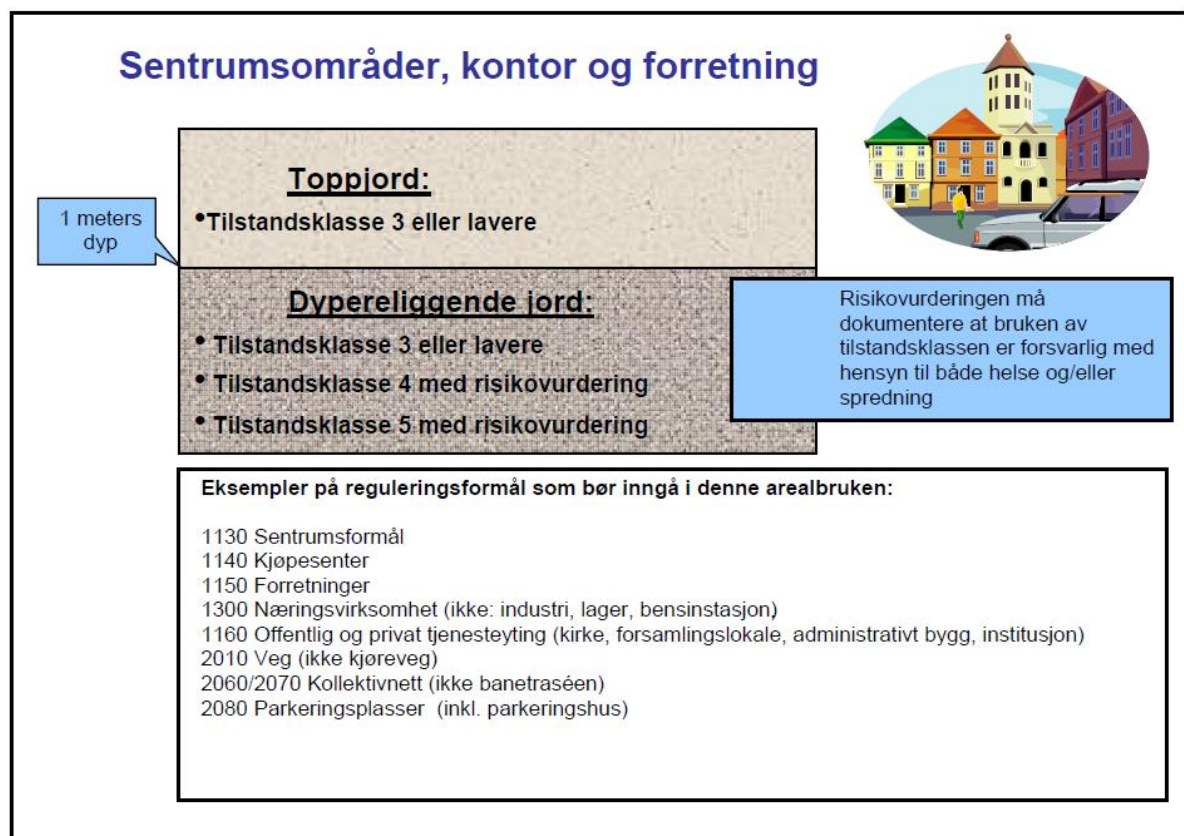 Sentrumsområder, kontor og forretning
Toppjord:
•Tilstandsklasse 3 eller lavere
1 meters
dyp
Dypereliggende jord:
• Tilstandsklasse 3 eller lavere
• Tilstandsklasse 4 med risikovurdering
• Tilstandsklasse 5 med risikovurdering
Risikovurderingen må
dokumentere at bruken av
tilstandsklassen er forsvarlig med
hensyn til både helse og/eller
spredning
Eksempler på reguleringsformål som bør inngå i denne arealbruken:
1130 Sentrumsformål
1140 Kjøpesenter
1150 Forretninger
1300 Næringsvirksomhet (ikke: industri, lager, bensinstasjon)
1160 Offentlig og privat tjenesteyting (kirke, forsamlingslokale, administrativt bygg, institusjon)
2010 Veg (ikke kjøreveg)
2060/2070 Kollektivnett (ikke banetraséen)
2080 Parkeringsplasser (inkl. parkeringshus)